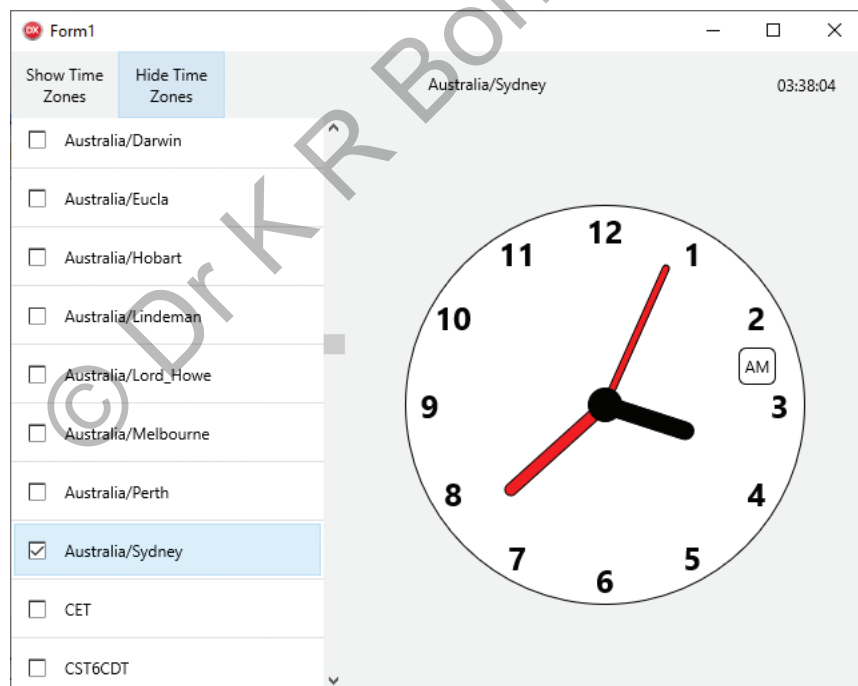 Form1
Show Time
Zones
Hide Time
Zones
Australia/Sydney
03:38:04
Australia/Darwin
Australia/Eucla
Australia/Hobart
Australia/Lindeman
Australia/Lord_Howe
Australia/Melbourne
Australia/Perth
Australia/Sydney
CET
CST6CDT
12
11
1
10
2
AM
9
3
8
4
7
5
6
© Dr K R